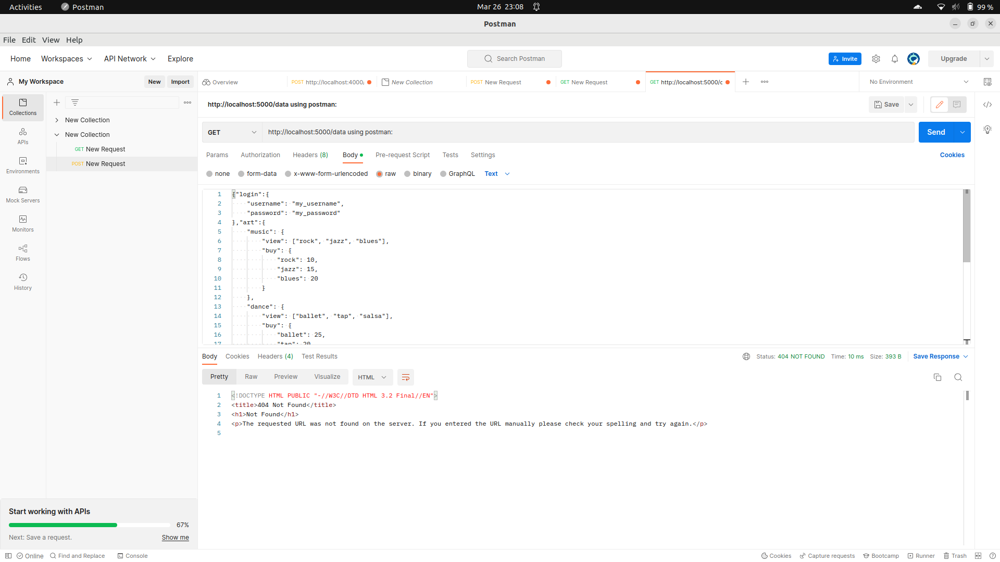 Activities Postman Mar 26 23:08 99 %
Postman
File Edit View Help
Home Workspaces API Network Explore Search Postman Invite Upgrade
My Workspace New Import Overview POST http://localhost:4000/ New Collection POST New Request GET New Request GET http://localhost:5000/c No Environment
Collections
APIs
Environments
Mock Servers
Monitors
Flows
History
New Collection
New Collection
GET New Request
POST New Request
http://localhost:5000/data using postman: Save
GET http://localhost:5000/data using postman: Send
Params Authorization Headers (8) Body Pre-request Script Tests Settings Cookies
none form-data x-www-form-urlencoded raw binary GraphQL Text
1 {"login":{
2 "username": "my_username",
3 "password": "my_password"
4 },"art":{
5 "music": {
6 "view": ["rock", "jazz", "blues"],
7 "buy": {
8 "rock": 10,
9 "jazz": 15,
10 "blues": 20
11 }
12 },
13 "dance": {
14 "view": ["ballet", "tap", "salsa"],
15 "buy": {
16 "ballet": 25,
17 "tap": 20
Body Cookies Headers (4) Test Results Status: 404 NOT FOUND Time: 10 ms Size: 393 B Save Response
Pretty Raw Preview Visualize HTML
1 <!DOCTYPE HTML PUBLIC "-//W3C//DTD HTML 3.2 Final//EN">
2 <title>404 Not Found</title>
3 <h1>Not Found</h1>
4 <p>The requested URL was not found on the server. If you entered the URL manually please check your spelling and try again.</p>
5
Start working with APIs
67%
Next: Save a request. Show me
Online Find and Replace Console Cookies Capture requests Bootcamp Runner Trash